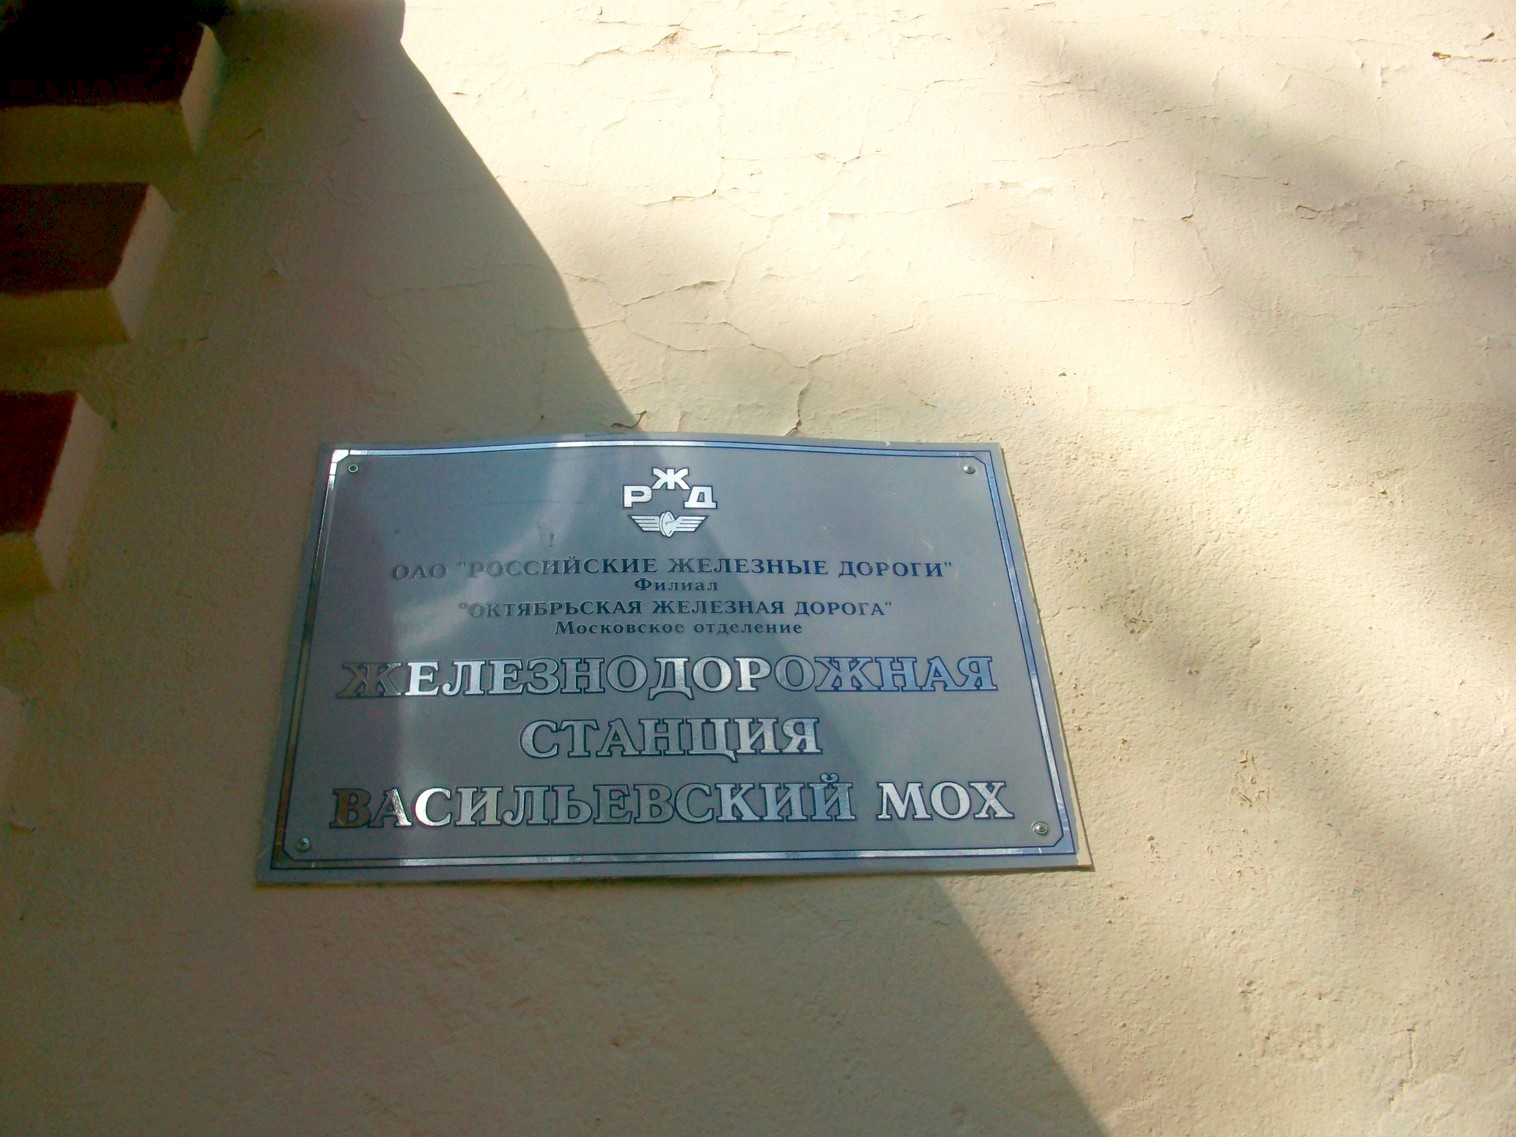 РЖД
ОАО "РОССИЙСКИЕ ЖЕЛЕЗНЫЕ ДОРОГИ"
Филиал
"ОКТЯБРЬСКАЯ ЖЕЛЕЗНАЯ ДОРОГА"
Московское отделение
ЖЕЛЕЗНОДОРОЖНАЯ
СТАНЦИЯ
ВАСИЛЬЕВСКИЙ МОХ